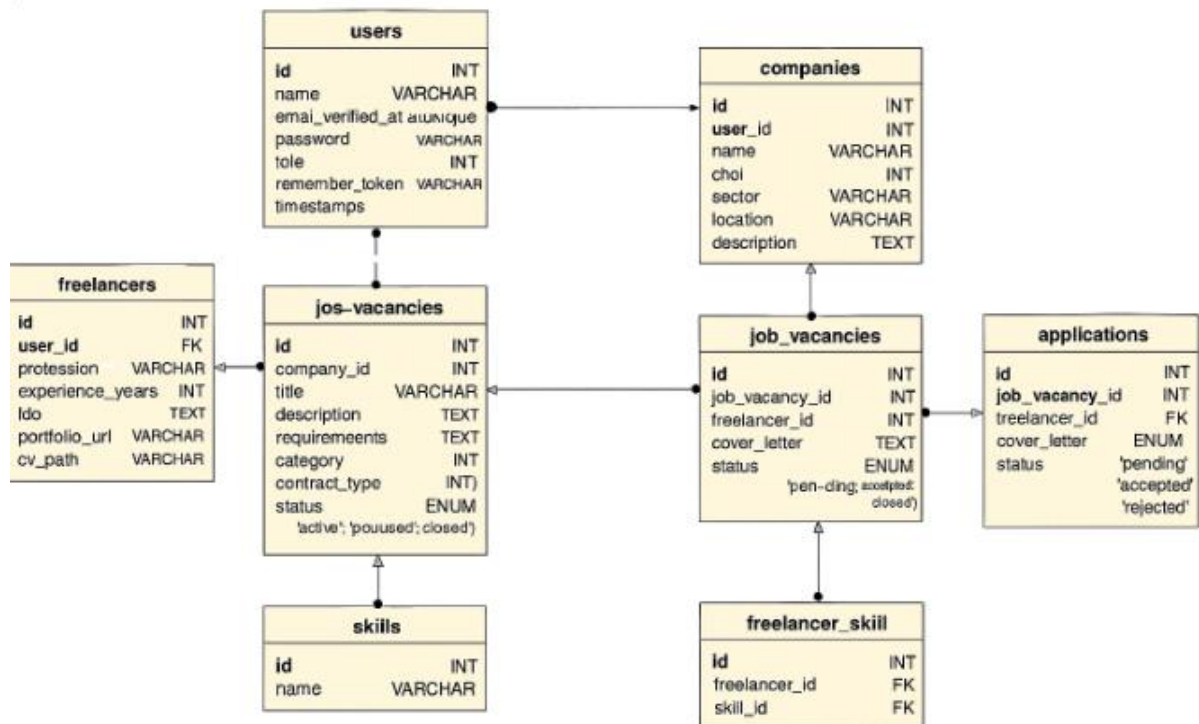 users
id INT
name VARCHAR
emai_verified_at
password VARCHAR
tole INT
remember_token VARCHAR
timestamps
companies
id INT
user_id INT
name VARCHAR
choi INT
sector VARCHAR
location VARCHAR
description TEXT
freelancers
id INT
user_id FK
protession VARCHAR
experience_years INT
ldo TEXT
portfolio_url VARCHAR
cv_path VARCHAR
jos-vacancies
id INT
company_id INT
title VARCHAR
description TEXT
requiremeents TEXT
category INT
contract_type INT)
status ENUM
'active'; 'pouused'; closed')
job_vacancies
id INT
job_vacancy_id INT
freelancer_id INT
cover_letter TEXT
status ENUM
'pen-ding;
closed')
applications
id INT
job_vacancy_id INT
treelancer_id FK
cover_letter ENUM
status 'pending'
'accepted'
'rejected'
skills
id INT
name VARCHAR
freelancer_skill
id INT
freelancer_id FK
skill_id FK